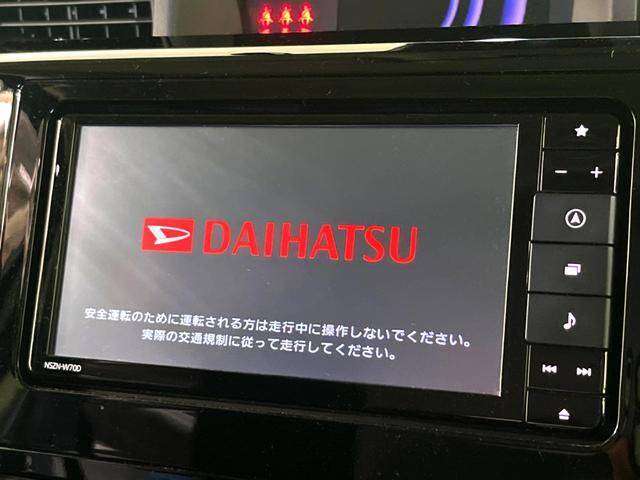 DAIHATSU
安全運転のために運転される方は走行中に操作しないでください。
実際の交通規制に従って走行してください。
NSZN-W70D